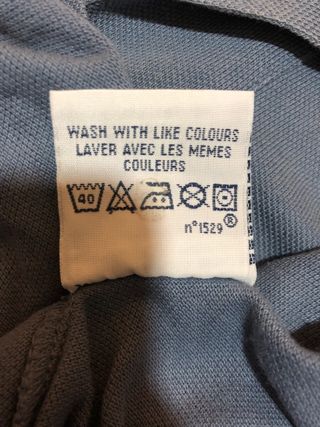 WASH WITH LIKE COLOURS
LAVER AVEC LES MEMES
COULEURS
40
n°1529®